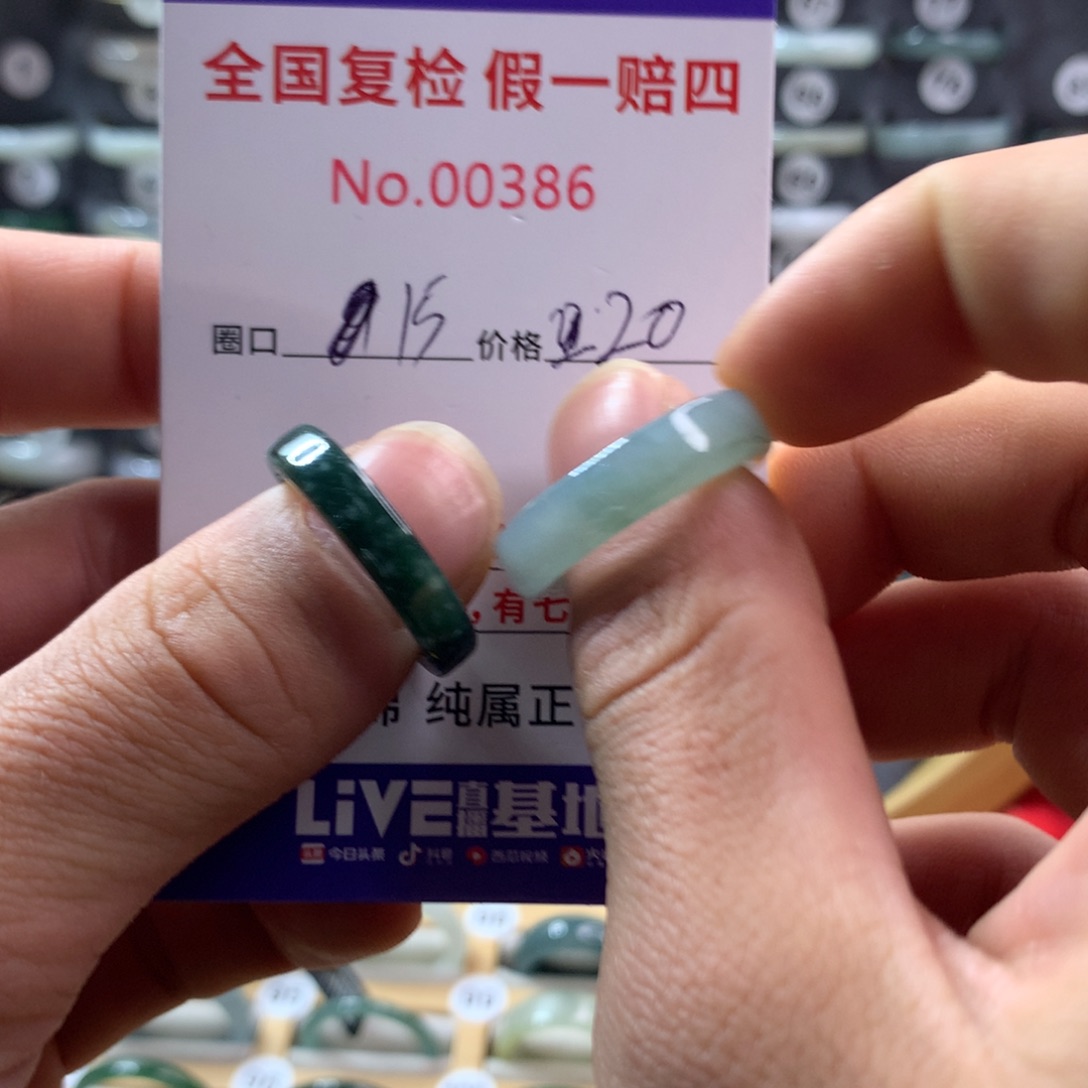 全国复检 假一赔四
No.00386
圈口 15 价格 220
,有七
纯属正
LiVE直播基地
今日头条 抖音 西瓜视频